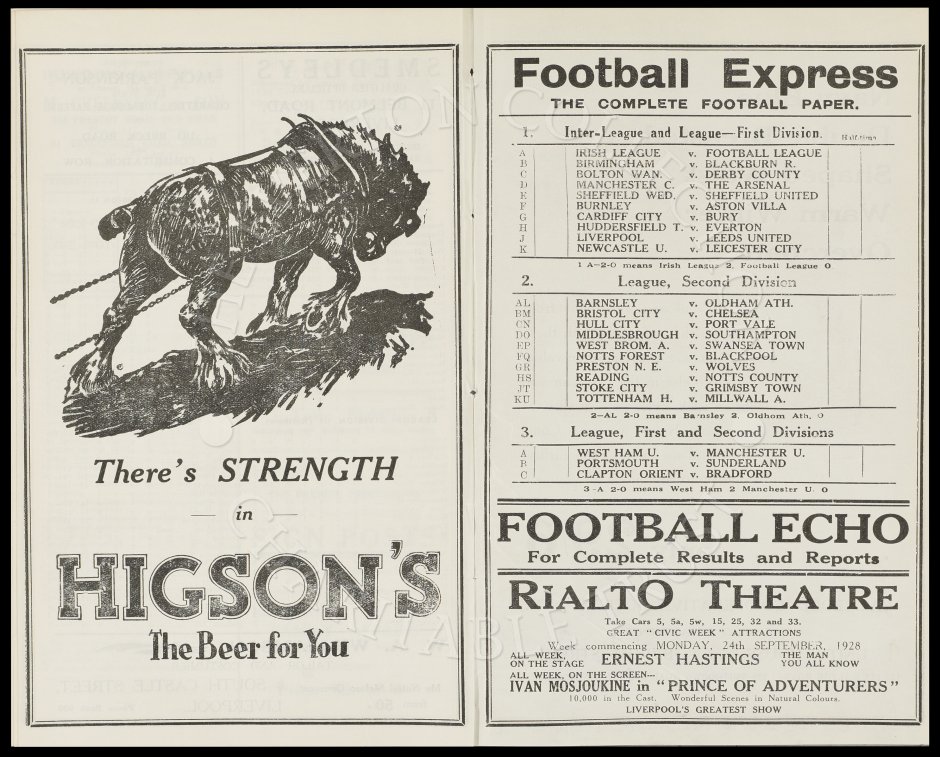 There's STRENGTH
in
HIGSON'S
The Beer for You
Football Express
THE COMPLETE FOOTBALL PAPER.
1. Inter-League and League—First Division. Half-time
A IRISH LEAGUE v. FOOTBALL LEAGUE
B BIRMINGHAM v. BLACKBURN R.
C BOLTON WAN. v. DERBY COUNTY
D MANCHESTER C. v. THE ARSENAL
E SHEFFIELD WED. v. SHEFFIELD UNITED
F BURNLEY v. ASTON VILLA
G CARDIFF CITY v. BURY
H HUDDERSFIELD T. v. EVERTON
J LIVERPOOL v. LEEDS UNITED
K NEWCASTLE U. v. LEICESTER CITY
1 A—2-0 means Irish League 2, Football League 0
2. League, Second Division
AL BARNSLEY v. OLDHAM ATH.
BM BRISTOL CITY v. CHELSEA
CN HULL CITY v. PORT VALE
DO MIDDLESBROUGH v. SOUTHAMPTON
EP WEST BROM. A. v. SWANSEA TOWN
FQ NOTTS FOREST v. BLACKPOOL
GR PRESTON N. E. v. WOLVES
HS READING v. NOTTS COUNTY
JT STOKE CITY v. GRIMSBY TOWN
KU TOTTENHAM H. v. MILLWALL A.
2—AL 2-0 means Barnsley 2, Oldhom Ath. 0
3. League, First and Second Divisions
A WEST HAM U. v. MANCHESTER U.
B PORTSMOUTH v. SUNDERLAND
C CLAPTON ORIENT v. BRADFORD
3—A 2-0 means West Ham 2 Manchester U. 0
FOOTBALL ECHO
For Complete Results and Reports
RiALTO THEATRE
Take Cars 5, 5a, 5w, 15, 25, 32 and 33.
GREAT "CIVIC WEEK" ATTRACTIONS
Week commencing MONDAY, 24th SEPTEMBER, 1928
ALL WEEK, ON THE STAGE ERNEST HASTINGS THE MAN YOU ALL KNOW
ALL WEEK, ON THE SCREEN---
IVAN MOSJOUKINE in "PRINCE OF ADVENTURERS"
10,000 in the Cast. Wonderful Scenes in Natural Colours.
LIVERPOOL'S GREATEST SHOW